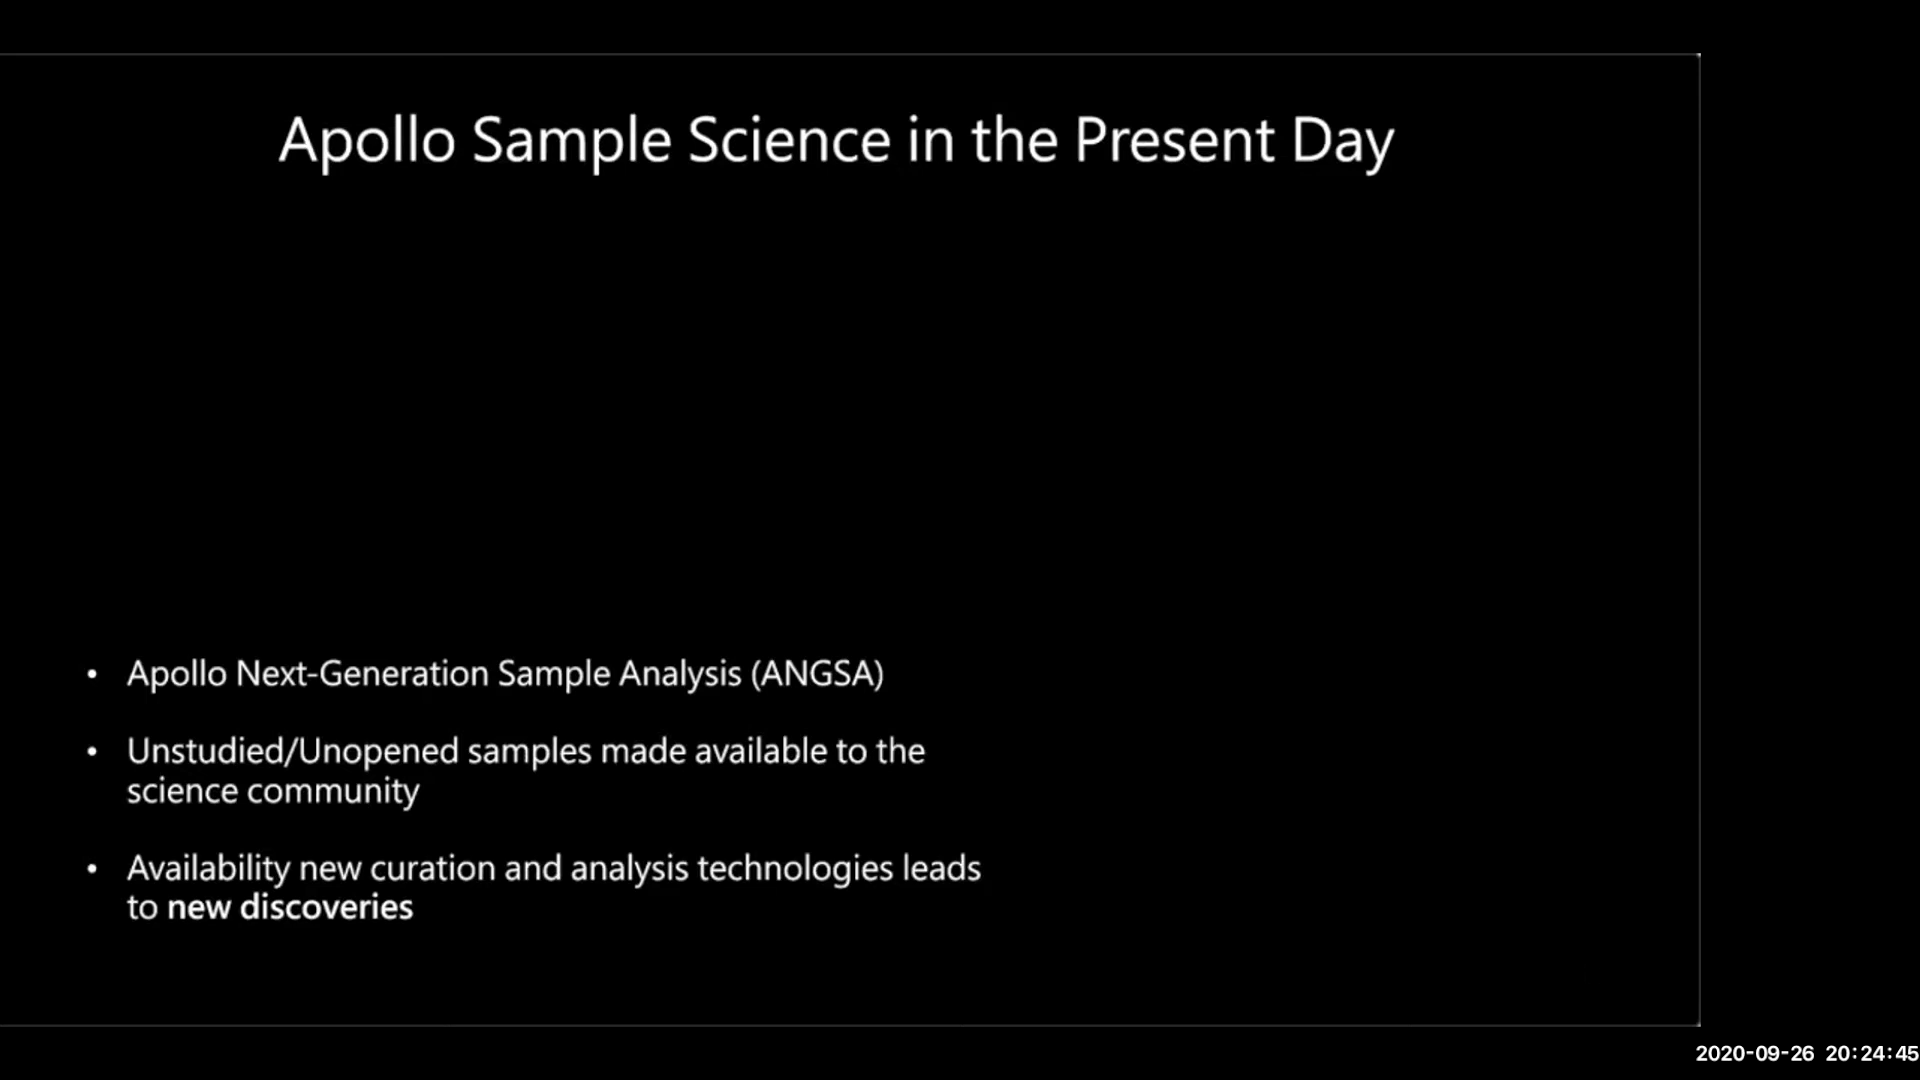 Apollo Sample Science in the Present Day
• Apollo Next-Generation Sample Analysis (ANGSA)
• Unstudied/Unopened samples made available to the
science community
• Availability new curation and analysis technologies leads
to new discoveries
2020-09-26 20:24:45